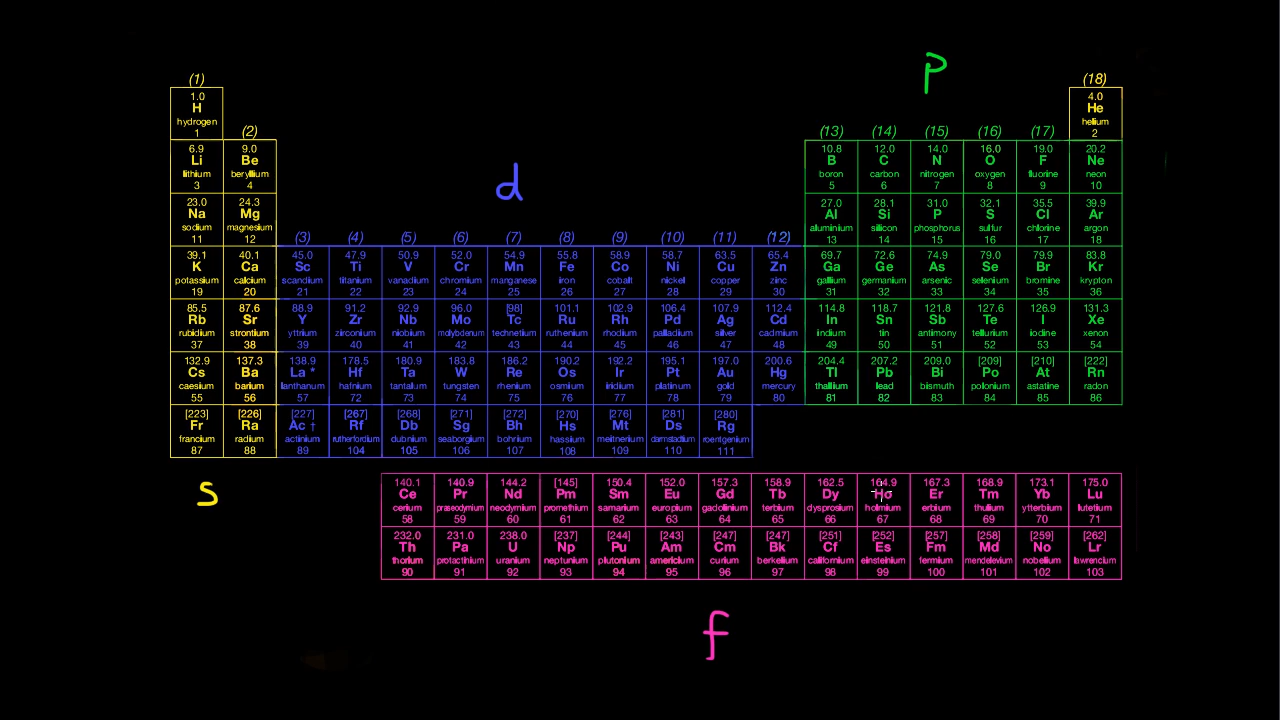 p
(1) (18)
1.0 4.0
H He
hydrogen helium
1 (2) (13) (14) (15) (16) (17) 2
6.9 9.0 10.8 12.0 14.0 16.0 19.0 20.2
Li Be B C N O F Ne
lithium beryllium boron carbon nitrogen oxygen fluorine neon
3 4 5 6 7 8 9 10
d
23.0 24.3 27.0 28.1 31.0 32.1 35.5 39.9
Na Mg Al Si P S Cl Ar
sodium magnesium aluminium silicon phosphorus sulfur chlorine argon
11 12 (3) (4) (5) (6) (7) (8) (9) (10) (11) (12) 13 14 15 16 17 18
39.1 40.1 45.0 47.9 50.9 52.0 54.9 55.8 58.9 58.7 63.5 65.4 69.7 72.6 74.9 79.0 79.9 83.8
K Ca Sc Ti V Cr Mn Fe Co Ni Cu Zn Ga Ge As Se Br Kr
potassium calcium scandium titanium vanadium chromium manganese iron cobalt nickel copper zinc gallium germanium arsenic selenium bromine krypton
19 20 21 22 23 24 25 26 27 28 29 30 31 32 33 34 35 36
85.5 87.6 88.9 91.2 92.9 96.0 [98] 101.1 102.9 106.4 107.9 112.4 114.8 118.7 121.8 127.6 126.9 131.3
Rb Sr Y Zr Nb Mo Tc Ru Rh Pd Ag Cd In Sn Sb Te I Xe
rubidium strontium yttrium zirconium niobium molybdenum technetium ruthenium rhodium palladium silver cadmium indium tin antimony tellurium iodine xenon
37 38 39 40 41 42 43 44 45 46 47 48 49 50 51 52 53 54
132.9 137.3 138.9 178.5 180.9 183.8 186.2 190.2 192.2 195.1 197.0 200.6 204.4 207.2 209.0 [209] [210] [222]
Cs Ba La * Hf Ta W Re Os Ir Pt Au Hg Tl Pb Bi Po At Rn
caesium barium lanthanum hafnium tantalum tungsten rhenium osmium iridium platinum gold mercury thallium lead bismuth polonium astatine radon
55 56 57 72 73 74 75 76 77 78 79 80 81 82 83 84 85 86
[223] [226] [227] [267] [268] [271] [272] [270] [276] [281] [280]
Fr Ra Ac † Rf Db Sg Bh Hs Mt Ds Rg
francium radium actinium rutherfordium dubnium seaborgium bohrium hassium meitnerium darmstadtium roentgenium
87 88 89 104 105 106 107 108 109 110 111
s
140.1 140.9 144.2 [145] 150.4 152.0 157.3 158.9 162.5 164.9 167.3 168.9 173.1 175.0
Ce Pr Nd Pm Sm Eu Gd Tb Dy Ho Er Tm Yb Lu
cerium praseodymium neodymium promethium samarium europium gadolinium terbium dysprosium holmium erbium thulium ytterbium lutetium
58 59 60 61 62 63 64 65 66 67 68 69 70 71
232.0 231.0 238.0 [237] [244] [243] [247] [247] [251] [252] [257] [258] [259] [262]
Th Pa U Np Pu Am Cm Bk Cf Es Fm Md No Lr
thorium protactinium uranium neptunium plutonium americium curium berkellium californium einsteinium fermium mendelevium nobelium lawrencium
90 91 92 93 94 95 96 97 98 99 100 101 102 103
f